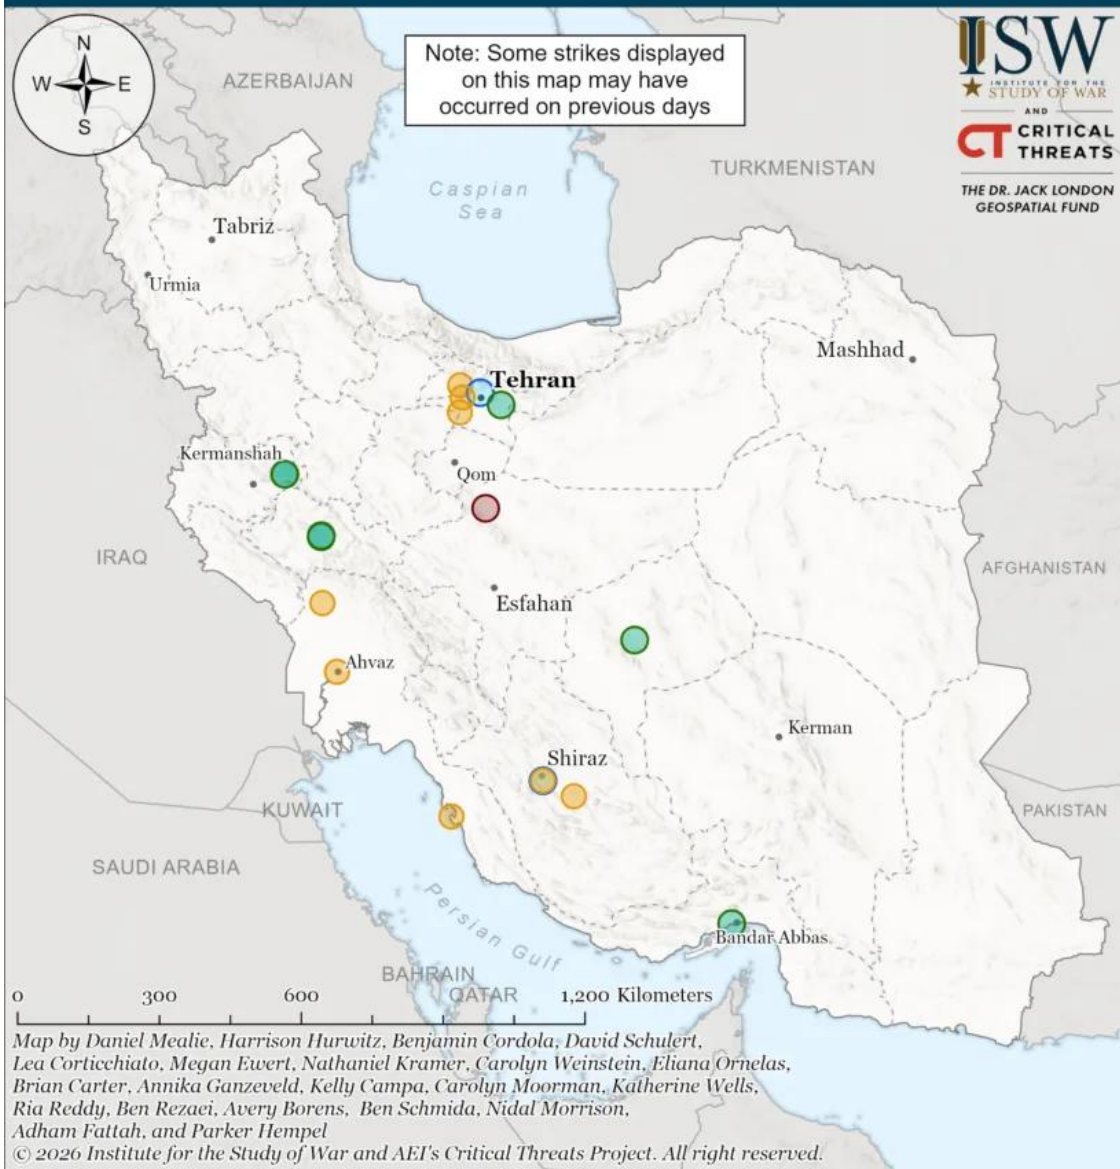 N
W E
S
Note: Some strikes displayed
on this map may have
occurred on previous days
ISW
INSTITUTE FOR THE
STUDY OF WAR
AND
CT CRITICAL
THREATS
THE DR. JACK LONDON
GEOSPATIAL FUND
AZERBAIJAN
TURKMENISTAN
Caspian
Sea
Tabriz
Urmia
Mashhad
Tehran
Kermanshah
Qom
IRAQ
AFGHANISTAN
Esfahan
Ahvaz
Kerman
Shiraz
KUWAIT
PAKISTAN
SAUDI ARABIA
Persian Gulf
Bandar Abbas
BAHRAIN
QATAR
0 300 600 1,200 Kilometers
Map by Daniel Mealie, Harrison Hurwitz, Benjamin Cordola, David Schulert,
Lea Corticchiato, Megan Ewert, Nathaniel Kramer, Carolyn Weinstein, Eliana Ornelas,
Brian Carter, Annika Ganzeveld, Kelly Campa, Carolyn Moorman, Katherine Wells,
Ria Reddy, Ben Rezaei, Avery Borens, Ben Schmida, Nidal Morrison,
Adham Fattah, and Parker Hempel
© 2026 Institute for the Study of War and AEI's Critical Threats Project. All right reserved.